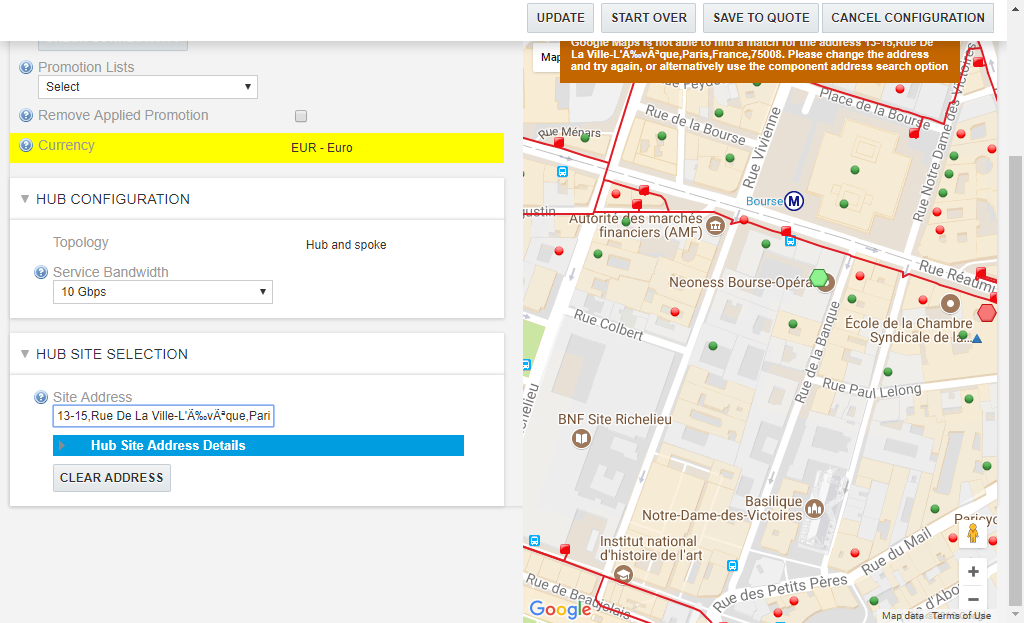 UPDATE
START OVER
SAVE TO QUOTE
CANCEL CONFIGURATION
Promotion Lists
Select
Remove Applied Promotion
Currency
EUR - Euro
HUB CONFIGURATION
Topology
Hub and spoke
Service Bandwidth
10 Gbps
HUB SITE SELECTION
Site Address
13-15,Rue De La Ville-L'Ä‰vÄªque,Pari
Hub Site Address Details
CLEAR ADDRESS
Map
Google Maps is not able to find a match for the address 13-15,Rue De
La Ville-L'Ä‰vÄªque,Paris,France,75008. Please change the address
and try again, or alternatively use the component address search option
Place de la Bourse
Rue de la Bourse
Rue Ménars
Rue Vivienne
Rue Notre Dame des Victoires
Bourse
M
Autorité des marchés
financiers (AMF)
Rue Réaumu
Neoness Bourse-Opéra
École de la Chambre
Syndicale de la...
Rue Colbert
Rue de la Banque
Rue Paul Lelong
BNF Site Richelieu
Basilique
Notre-Dame-des-Victoires
Institut national
d'histoire de l'art
Rue du Mail
Rue des Petits Pères
Rue de Beaujolais
Google
+
−
Map data
Terms of Use